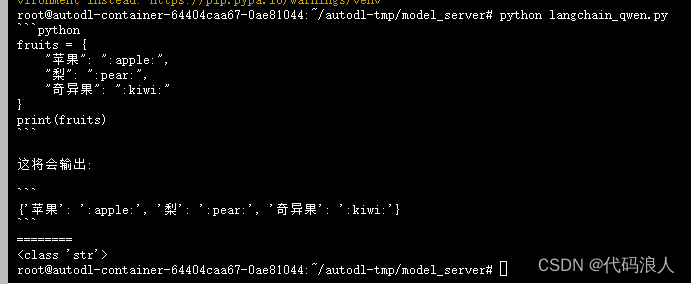 vironment instead: https://pip.pypa.io/warnings/venv
root@autodl-container-64404caa67-0ae81044:~/autodl-tmp/model_server# python langchain_qwen.py
```python
fruits = {
    "苹果": ":apple:",
    "梨": ":pear:",
    "奇异果": ":kiwi:"
}
print(fruits)
```
这将会输出:
```
{'苹果': ':apple:', '梨': ':pear:', '奇异果': ':kiwi:'}
```
========
<class 'str'>
root@autodl-container-64404caa67-0ae81044:~/autodl-tmp/model_server#
CSDN @代码浪人